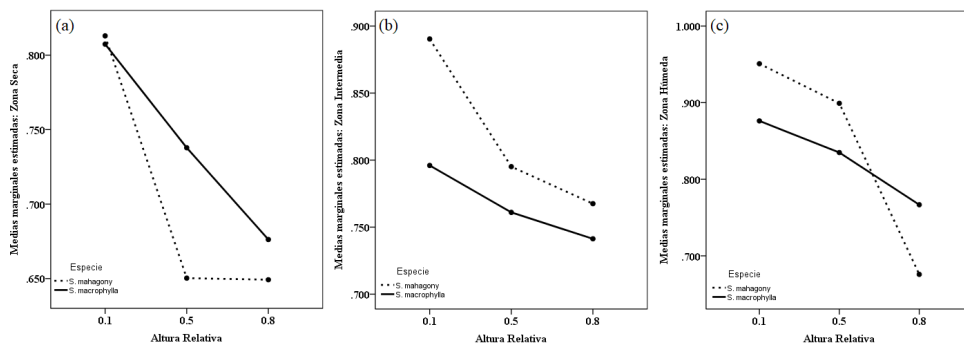 (a)
Medias marginales estimadas: Zona Seca
.800
.750
.700
.650
Especie
S. mahagony
S. macrophylla
0.1 0.5 0.8
Altura Relativa
(b)
Medias marginales estimadas: Zona Intermedia
.900
.850
.800
.750
.700
Especie
S. mahagony
S. macrophylla
0.1 0.5 0.8
Altura Relativa
(c)
Medias marginales estimadas: Zona Húmeda
1.000
.900
.800
.700
Especie
S. mahagony
S. macrophylla
0.1 0.5 0.8
Altura Relativa